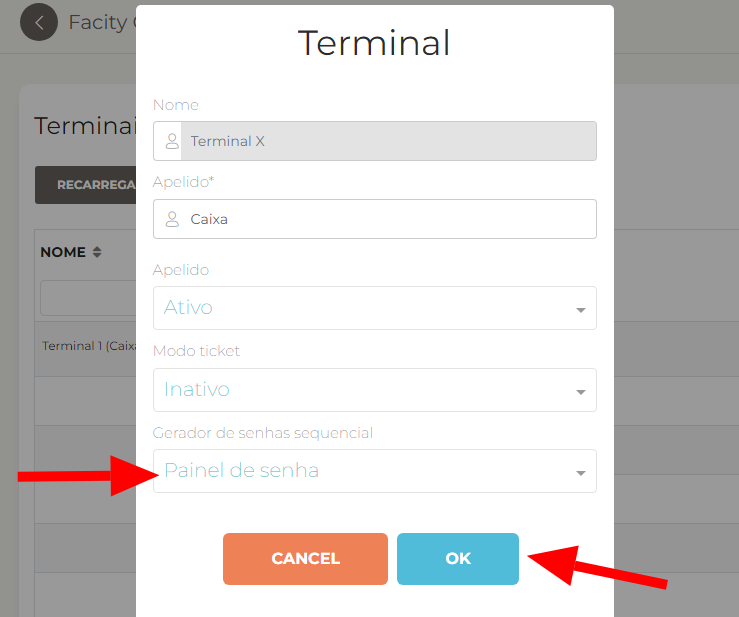 Facity
Terminal
Nome
Terminal X
Apelido*
Caixa
Apelido
Ativo
Modo ticket
Inativo
Gerador de senhas sequencial
Painel de senha
CANCEL
OK
Terminai
RECARREGA
NOME
Terminal 1 (Caixa